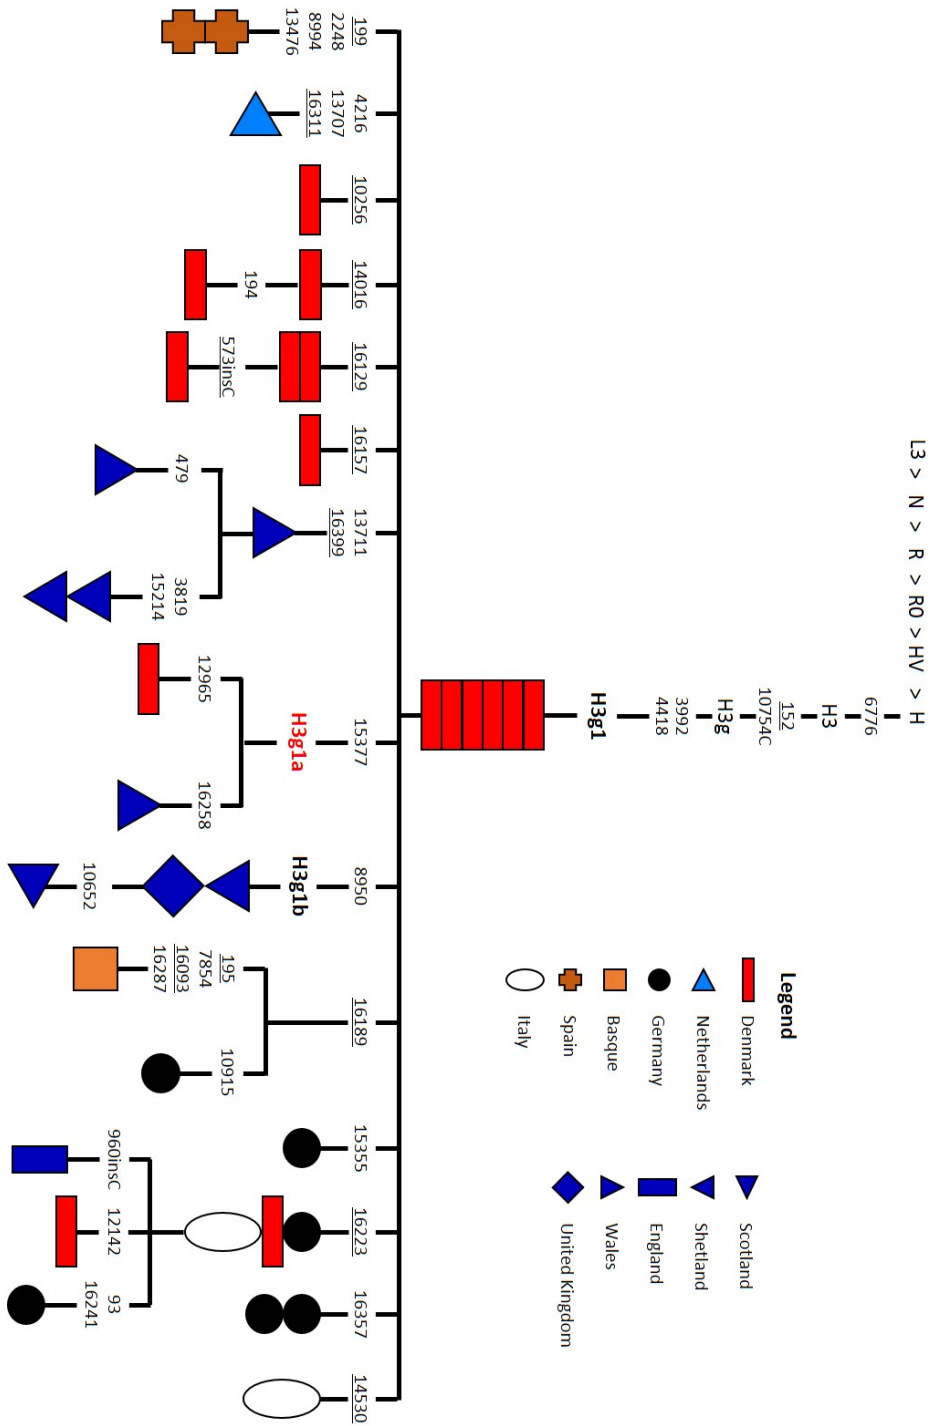 L3 > N > R > R0 > HV > H
6776
H3
152
10754C
H3g
3992
4418
H3g1
Legend
Denmark
Netherlands
Germany
Basque
Spain
Italy
Scotland
Shetland
England
Wales
United Kingdom
199
2248
8994
13476
4216
13707
16311
10256
14016
194
16129
573insC
16157
13711
16399
479
3819
15214
15377
H3g1a
12965
16258
8950
H3g1b
10652
16189
195
7854
16093
16287
10915
15355
16223
960insC
12142
93
16241
16357
14530